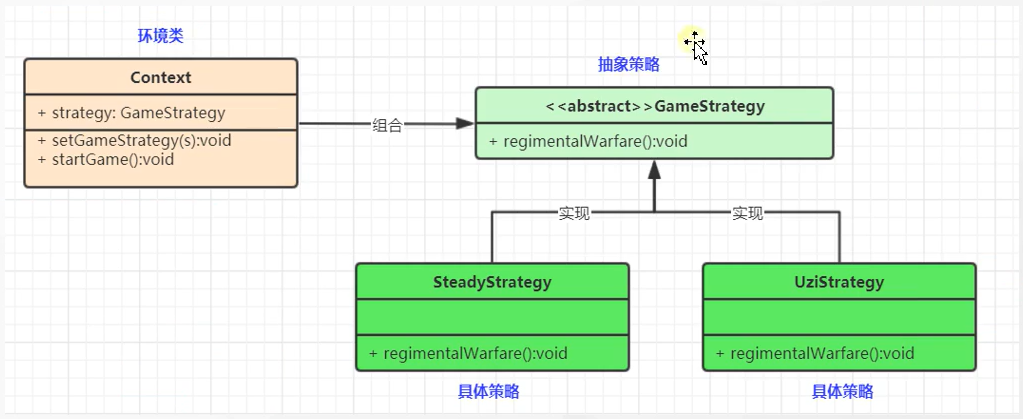 环境类
Context
+ strategy: GameStrategy
+ setGameStrategy(s):void
+ startGame():void
组合
抽象策略
<<abstract>>GameStrategy
+ regimentalWarfare():void
实现
实现
SteadyStrategy
+ regimentalWarfare():void
具体策略
UziStrategy
+ regimentalWarfare():void
具体策略